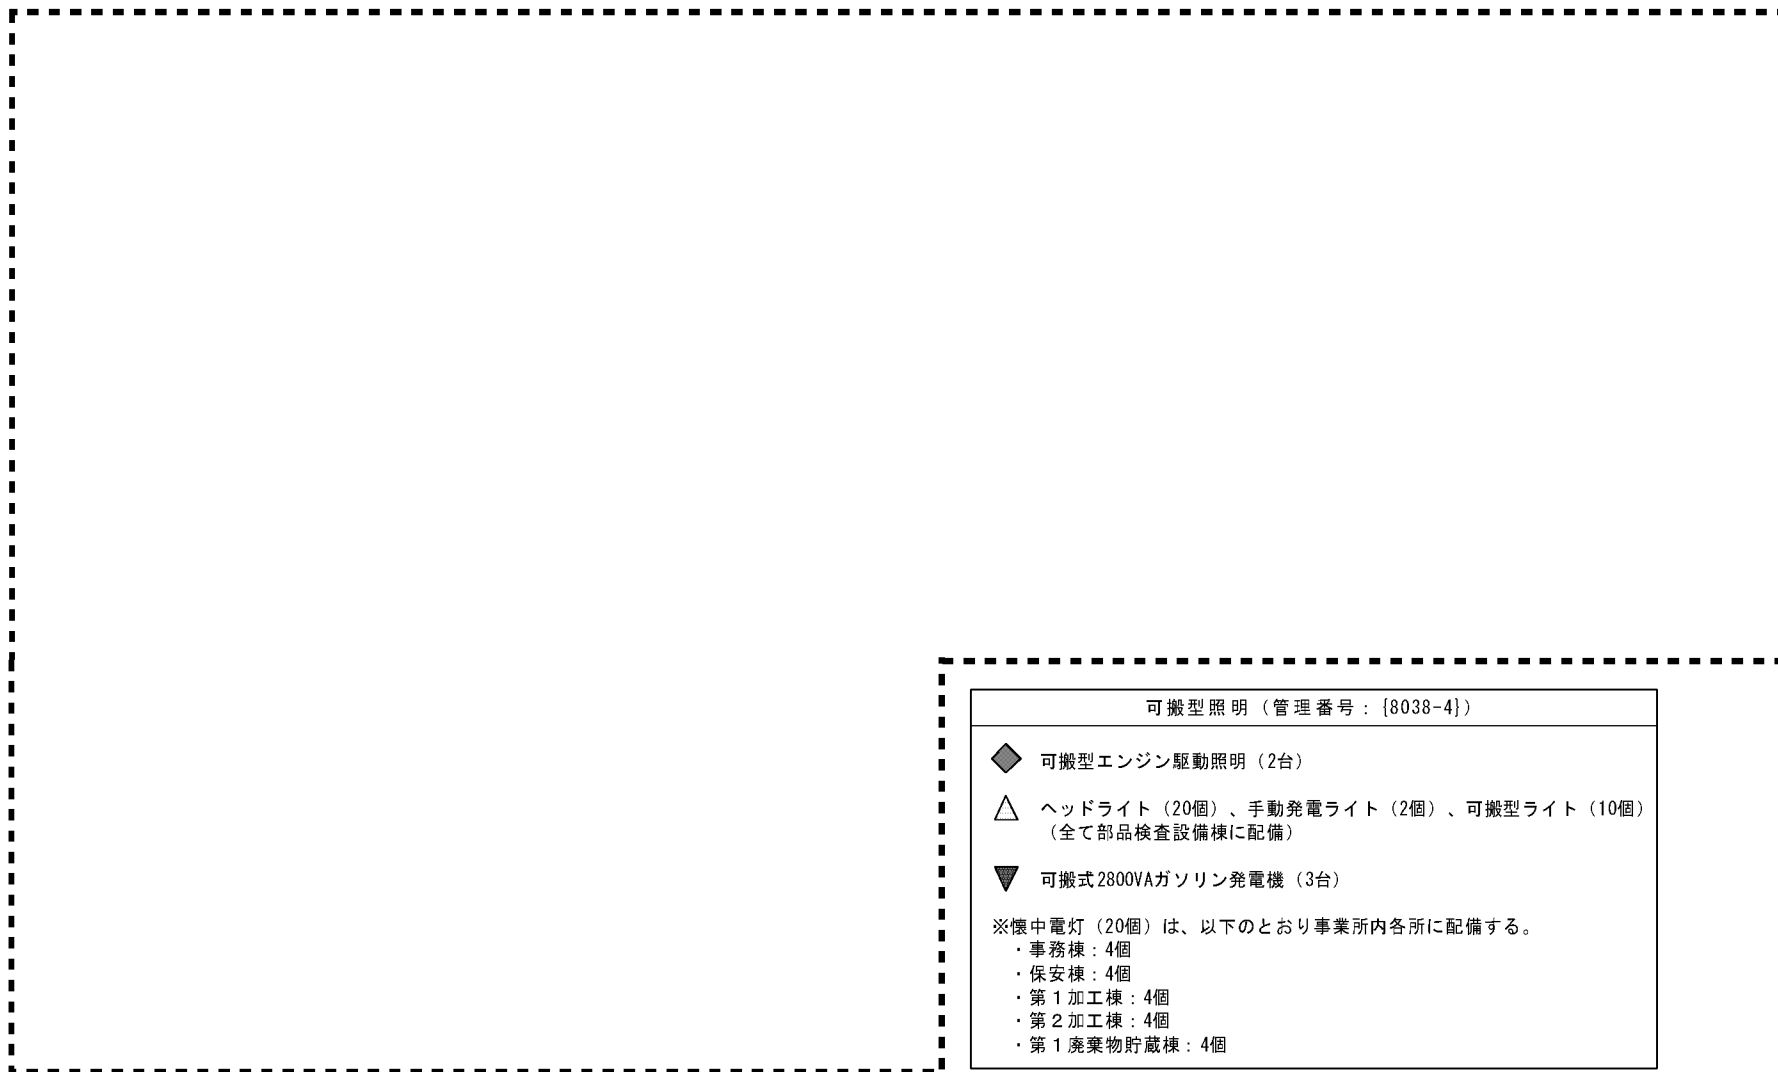 可搬型照明（管理番号：{8038-4}）
可搬型エンジン駆動照明（2台）
ヘッドライト（20個）、手動発電ライト（2個）、可搬型ライト（10個）
（全て部品検査設備棟に配備）
可搬式2800VAガソリン発電機（3台）
※懐中電灯（20個）は、以下のとおり事業所内各所に配備する。
・事務棟：4個
・保安棟：4個
・第１加工棟：4個
・第２加工棟：4個
・第１廃棄物貯蔵棟：4個